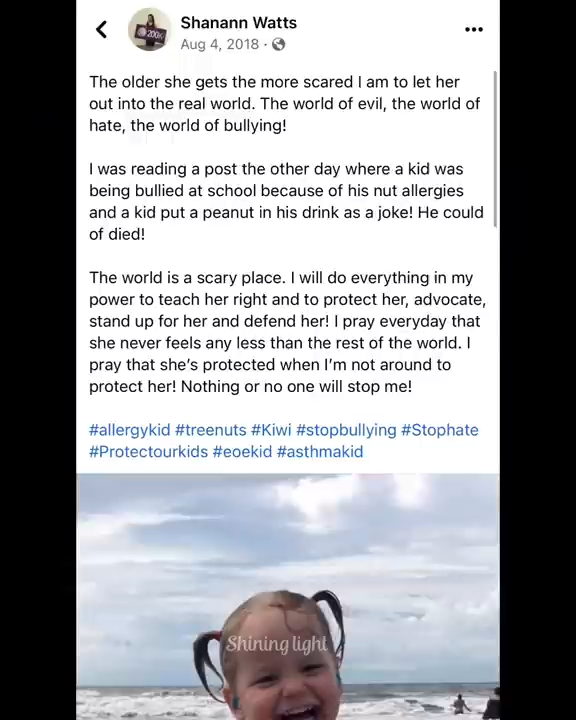 Shanann Watts
Aug 4, 2018 ·
The older she gets the more scared I am to let her
out into the real world. The world of evil, the world of
hate, the world of bullying!
I was reading a post the other day where a kid was
being bullied at school because of his nut allergies
and a kid put a peanut in his drink as a joke! He could
of died!
The world is a scary place. I will do everything in my
power to teach her right and to protect her, advocate,
stand up for her and defend her! I pray everyday that
she never feels any less than the rest of the world. I
pray that she’s protected when I’m not around to
protect her! Nothing or no one will stop me!
#allergykid #treenuts #Kiwi #stopbullying #Stophate
#Protectourkids #eoekid #asthmakid
Shining light